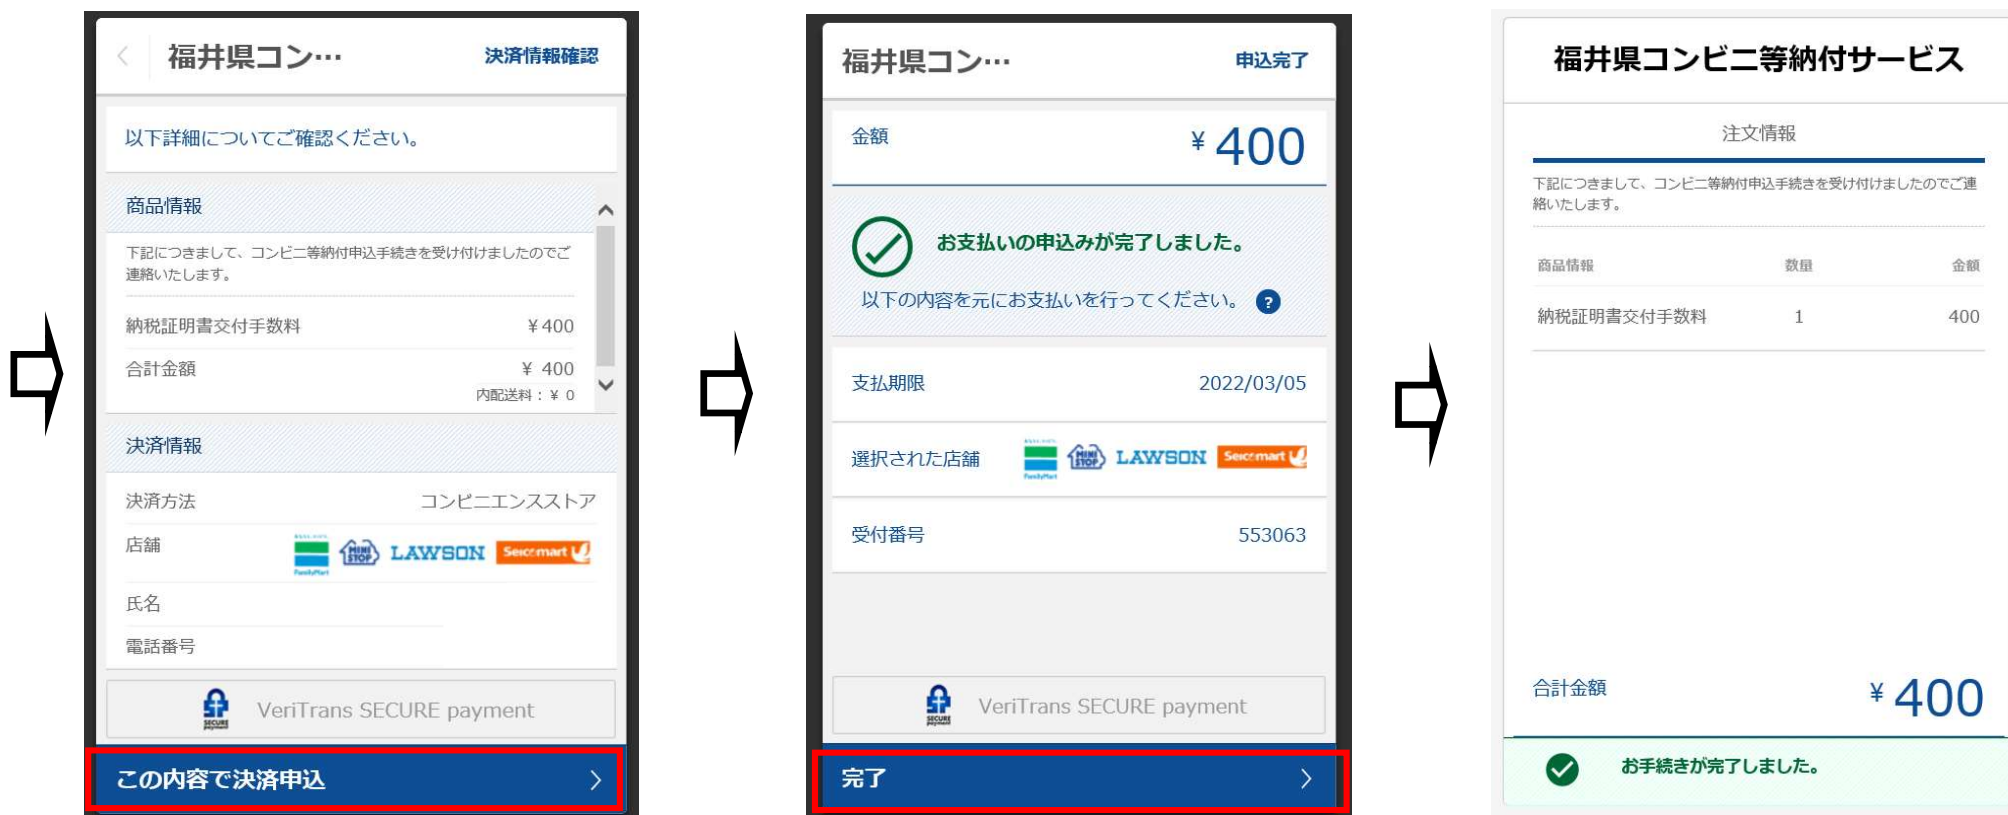 福井県コン…
決済情報確認
以下詳細についてご確認ください。
商品情報
下記につきまして、コンビニ等納付申込手続きを受け付けましたのでご
連絡いたします。
納税証明書交付手数料 ¥400
合計金額 ¥ 400
内配送料：¥ 0
決済情報
決済方法 コンビニエンスストア
店舗 FamilyMart MINI STOP LAWSON Seicomart
氏名
電話番号
SECURE payment VeriTrans SECURE payment
この内容で決済申込
福井県コン…
申込完了
金額 ¥ 400
お支払いの申込みが完了しました。
以下の内容を元にお支払いを行ってください。 ?
支払期限 2022/03/05
選択された店舗 FamilyMart MINI STOP LAWSON Seicomart
受付番号 553063
SECURE payment VeriTrans SECURE payment
完了
福井県コンビニ等納付サービス
注文情報
下記につきまして、コンビニ等納付申込手続きを受け付けましたのでご連
絡いたします。
商品情報 数量 金額
納税証明書交付手数料 1 400
合計金額 ¥ 400
お手続きが完了しました。